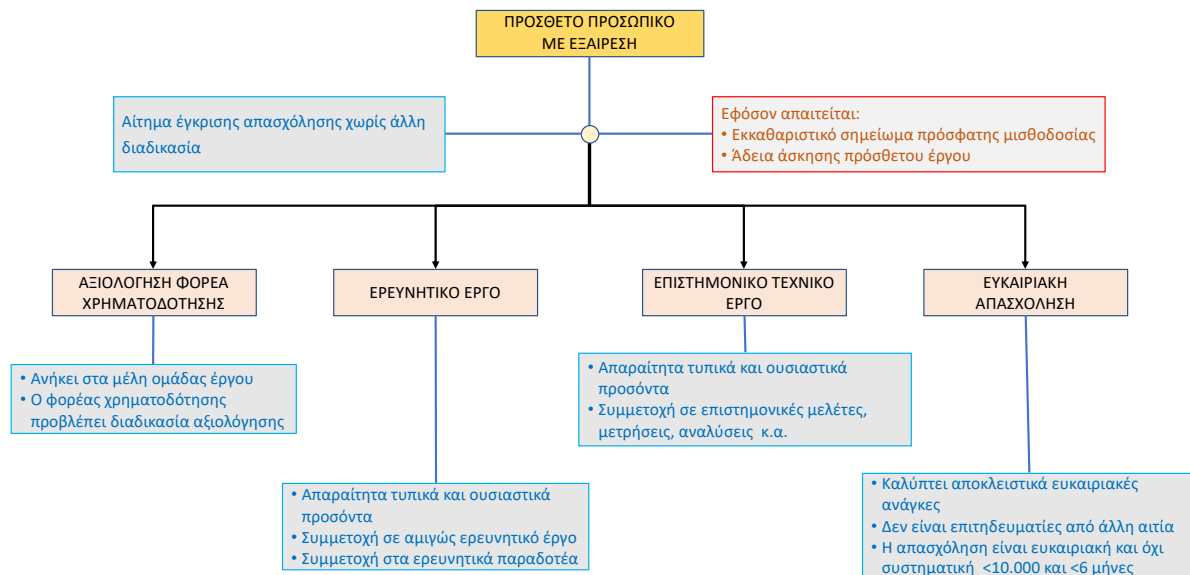 ΠΡΟΣΘΕΤΟ ΠΡΟΣΩΠΙΚΟ
ΜΕ ΕΞΑΙΡΕΣΗ
Αίτημα έγκρισης απασχόλησης χωρίς άλλη
διαδικασία
Εφόσον απαιτείται:
• Εκκαθαριστικό σημείωμα πρόσφατης μισθοδοσίας
• Άδεια άσκησης πρόσθετου έργου
ΑΞΙΟΛΟΓΗΣΗ ΦΟΡΕΑ
ΧΡΗΜΑΤΟΔΟΤΗΣΗΣ
ΕΡΕΥΝΗΤΙΚΟ ΕΡΓΟ
ΕΠΙΣΤΗΜΟΝΙΚΟ ΤΕΧΝΙΚΟ
ΕΡΓΟ
ΕΥΚΑΙΡΙΑΚΗ
ΑΠΑΣΧΟΛΗΣΗ
• Ανήκει στα μέλη ομάδας έργου
• Ο φορέας χρηματοδότησης
προβλέπει διαδικασία αξιολόγησης
• Απαραίτητα τυπικά και ουσιαστικά
προσόντα
• Συμμετοχή σε αμιγώς ερευνητικό έργο
• Συμμετοχή στα ερευνητικά παραδοτέα
• Απαραίτητα τυπικά και ουσιαστικά
προσόντα
• Συμμετοχή σε επιστημονικές μελέτες,
μετρήσεις, αναλύσεις κ.α.
• Καλύπτει αποκλειστικά ευκαιριακές
ανάγκες
• Δεν είναι επιτηδευματίες από άλλη αιτία
• Η απασχόληση είναι ευκαιριακή και όχι
συστηματική <10.000 και <6 μήνες